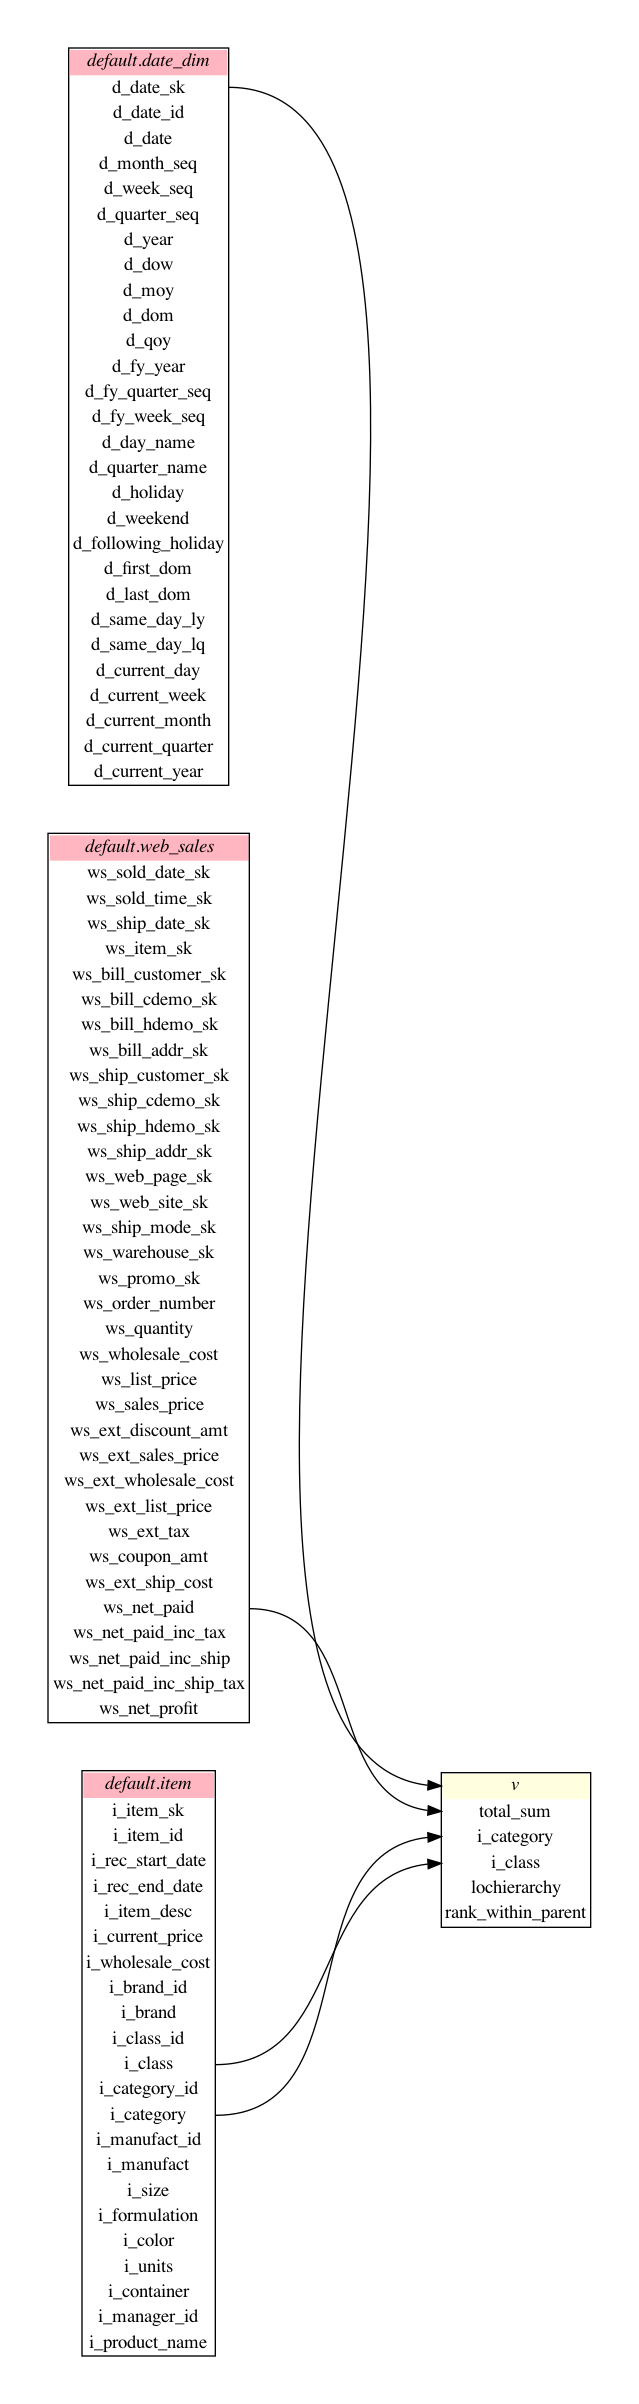 default.date_dim
d_date_sk
d_date_id
d_date
d_month_seq
d_week_seq
d_quarter_seq
d_year
d_dow
d_moy
d_dom
d_qoy
d_fy_year
d_fy_quarter_seq
d_fy_week_seq
d_day_name
d_quarter_name
d_holiday
d_weekend
d_following_holiday
d_first_dom
d_last_dom
d_same_day_ly
d_same_day_lq
d_current_day
d_current_week
d_current_month
d_current_quarter
d_current_year
default.web_sales
ws_sold_date_sk
ws_sold_time_sk
ws_ship_date_sk
ws_item_sk
ws_bill_customer_sk
ws_bill_cdemo_sk
ws_bill_hdemo_sk
ws_bill_addr_sk
ws_ship_customer_sk
ws_ship_cdemo_sk
ws_ship_hdemo_sk
ws_ship_addr_sk
ws_web_page_sk
ws_web_site_sk
ws_ship_mode_sk
ws_warehouse_sk
ws_promo_sk
ws_order_number
ws_quantity
ws_wholesale_cost
ws_list_price
ws_sales_price
ws_ext_discount_amt
ws_ext_sales_price
ws_ext_wholesale_cost
ws_ext_list_price
ws_ext_tax
ws_coupon_amt
ws_ext_ship_cost
ws_net_paid
ws_net_paid_inc_tax
ws_net_paid_inc_ship
ws_net_paid_inc_ship_tax
ws_net_profit
default.item
i_item_sk
i_item_id
i_rec_start_date
i_rec_end_date
i_item_desc
i_current_price
i_wholesale_cost
i_brand_id
i_brand
i_class_id
i_class
i_category_id
i_category
i_manufact_id
i_manufact
i_size
i_formulation
i_color
i_units
i_container
i_manager_id
i_product_name
v
total_sum
i_category
i_class
lochierarchy
rank_within_parent